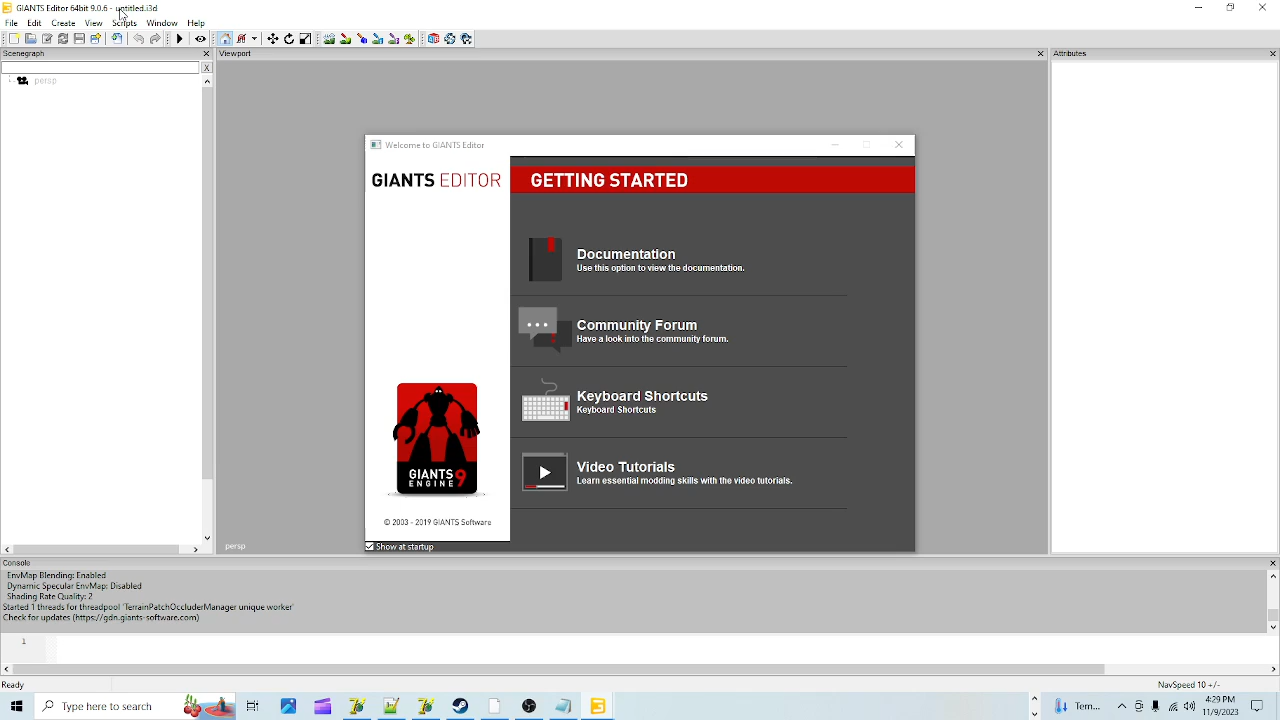 GIANTS Editor 64bit 9.0.6 - untitled.i3d
File Edit Create View Scripts Window Help
Scenegraph
Viewport
Attributes
X
persp
Welcome to GIANTS Editor
GIANTS EDITOR
GETTING STARTED
Documentation
Use this option to view the documentation.
Community Forum
Have a look into the community forum.
Keyboard Shortcuts
Keyboard Shortcuts
Video Tutorials
Learn essential modding skills with the video tutorials.
GIANTS
ENGINE 9
© 2003 - 2019 GIANTS Software
Show at startup
persp
Console
EnvMap Blending: Enabled
Dynamic Specular EnvMap: Disabled
Shading Rate Quality: 2
Started 1 threads for threadpool 'TerrainPatchOccluderManager unique worker'
Check for updates (https://gdn.giants-software.com)
1
Ready
NavSpeed 10 +/-
Type here to search
Tern...
4:29 PM
11/9/2023